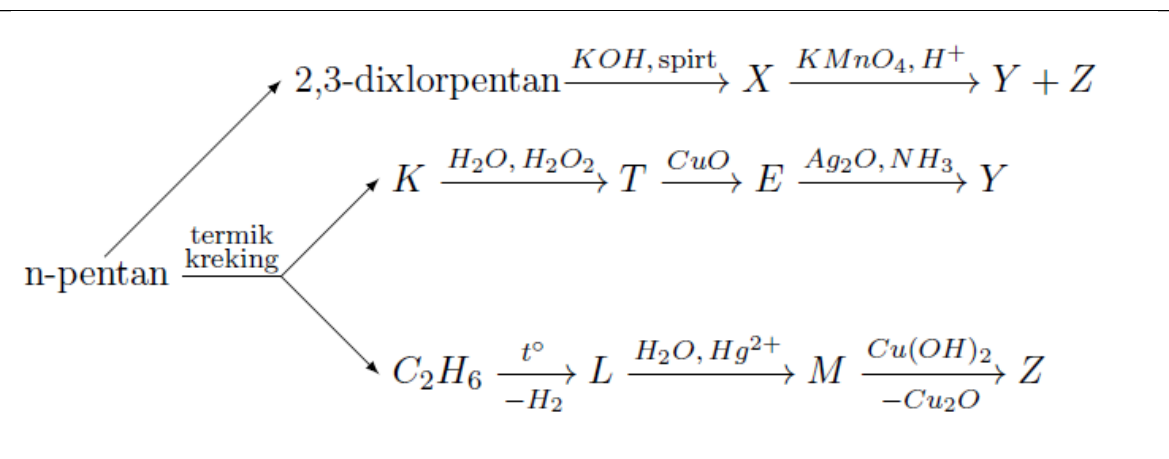 2,3-dixlorpentan KOH, spirt X KMnO₄, H⁺ Y + Z
K H₂O, H₂O₂ T CuO E Ag₂O, NH₃ Y
n-pentan termik kreking
C₂H₆ t° −H₂ L H₂O, Hg²⁺ M Cu(OH)₂ −Cu₂O Z